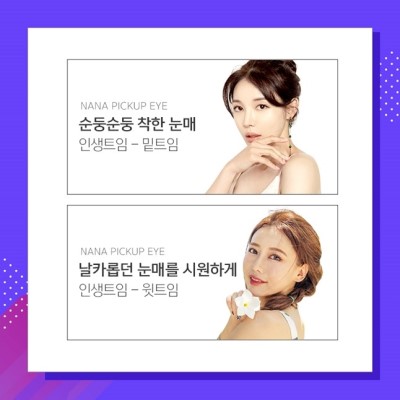 NANA PICKUP EYE
순둥순둥 착한 눈매
인생트임 – 밑트임
NANA PICKUP EYE
날카롭던 눈매를 시원하게
인생트임 – 윗트임